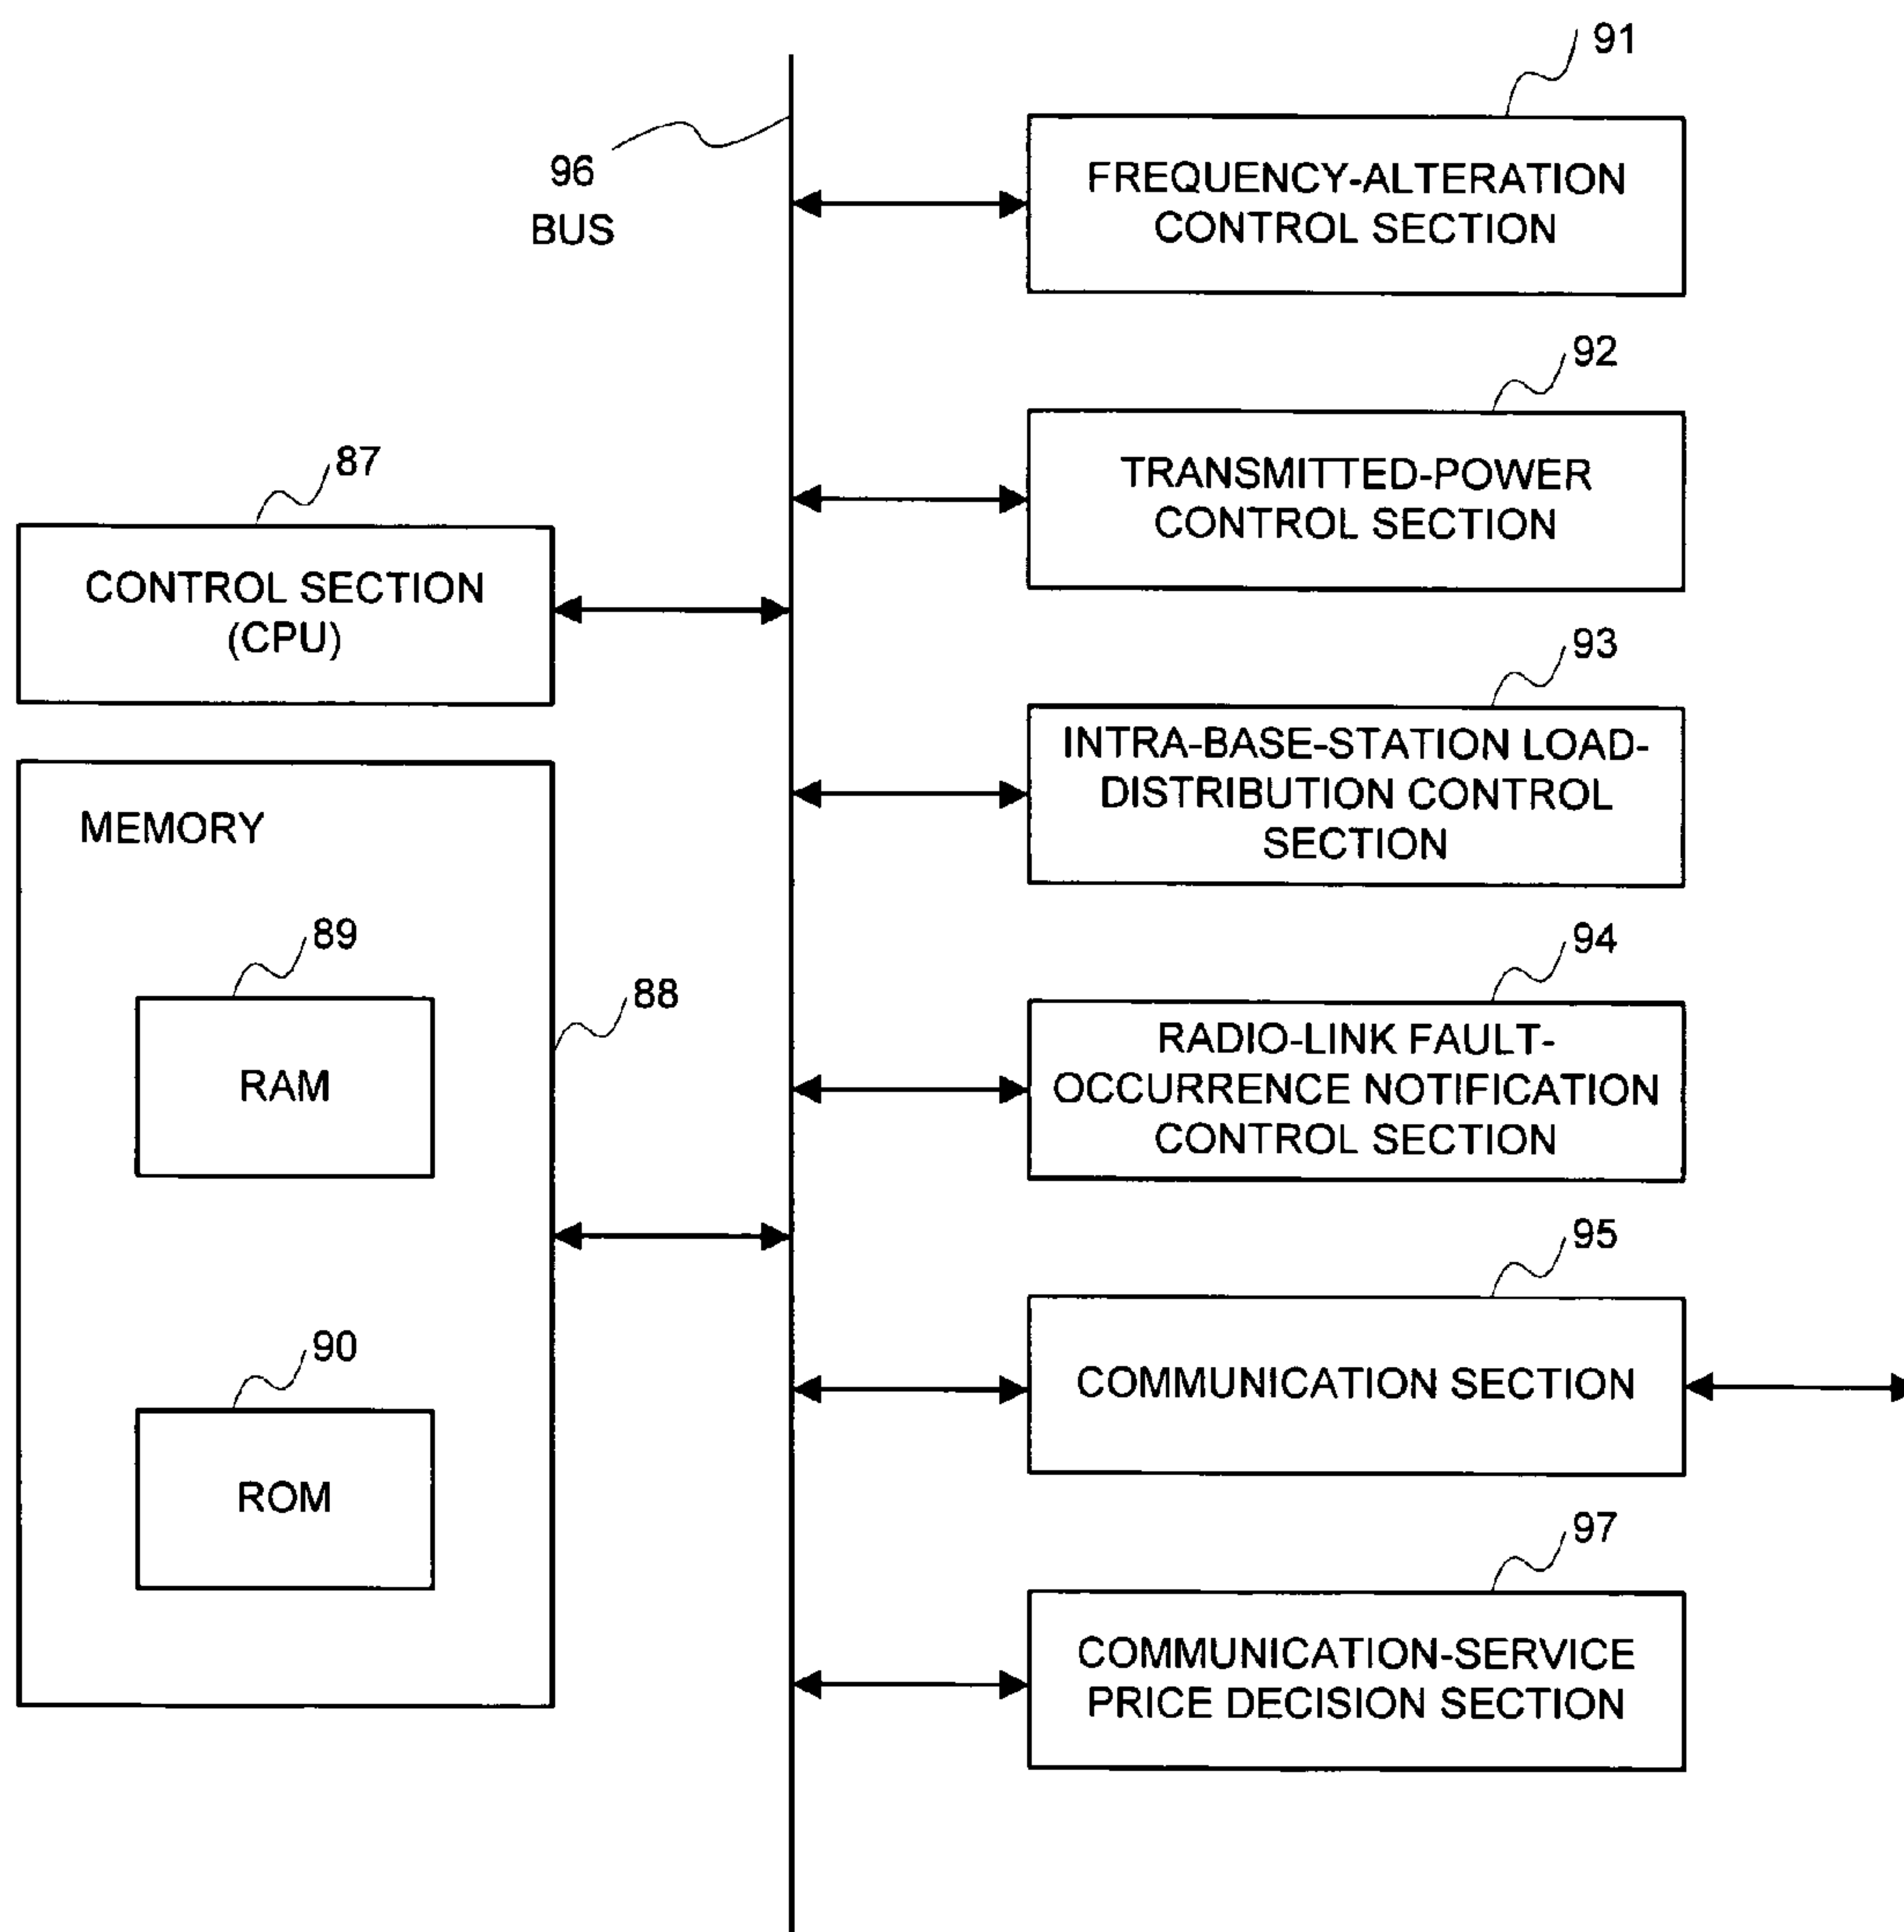 91
96
BUS
FREQUENCY-ALTERATION
CONTROL SECTION
92
TRANSMITTED-POWER
CONTROL SECTION
87
CONTROL SECTION
(CPU)
93
INTRA-BASE-STATION LOAD-
DISTRIBUTION CONTROL
SECTION
MEMORY
89
RAM
88
94
RADIO-LINK FAULT-
OCCURRENCE NOTIFICATION
CONTROL SECTION
95
COMMUNICATION SECTION
90
ROM
97
COMMUNICATION-SERVICE
PRICE DECISION SECTION